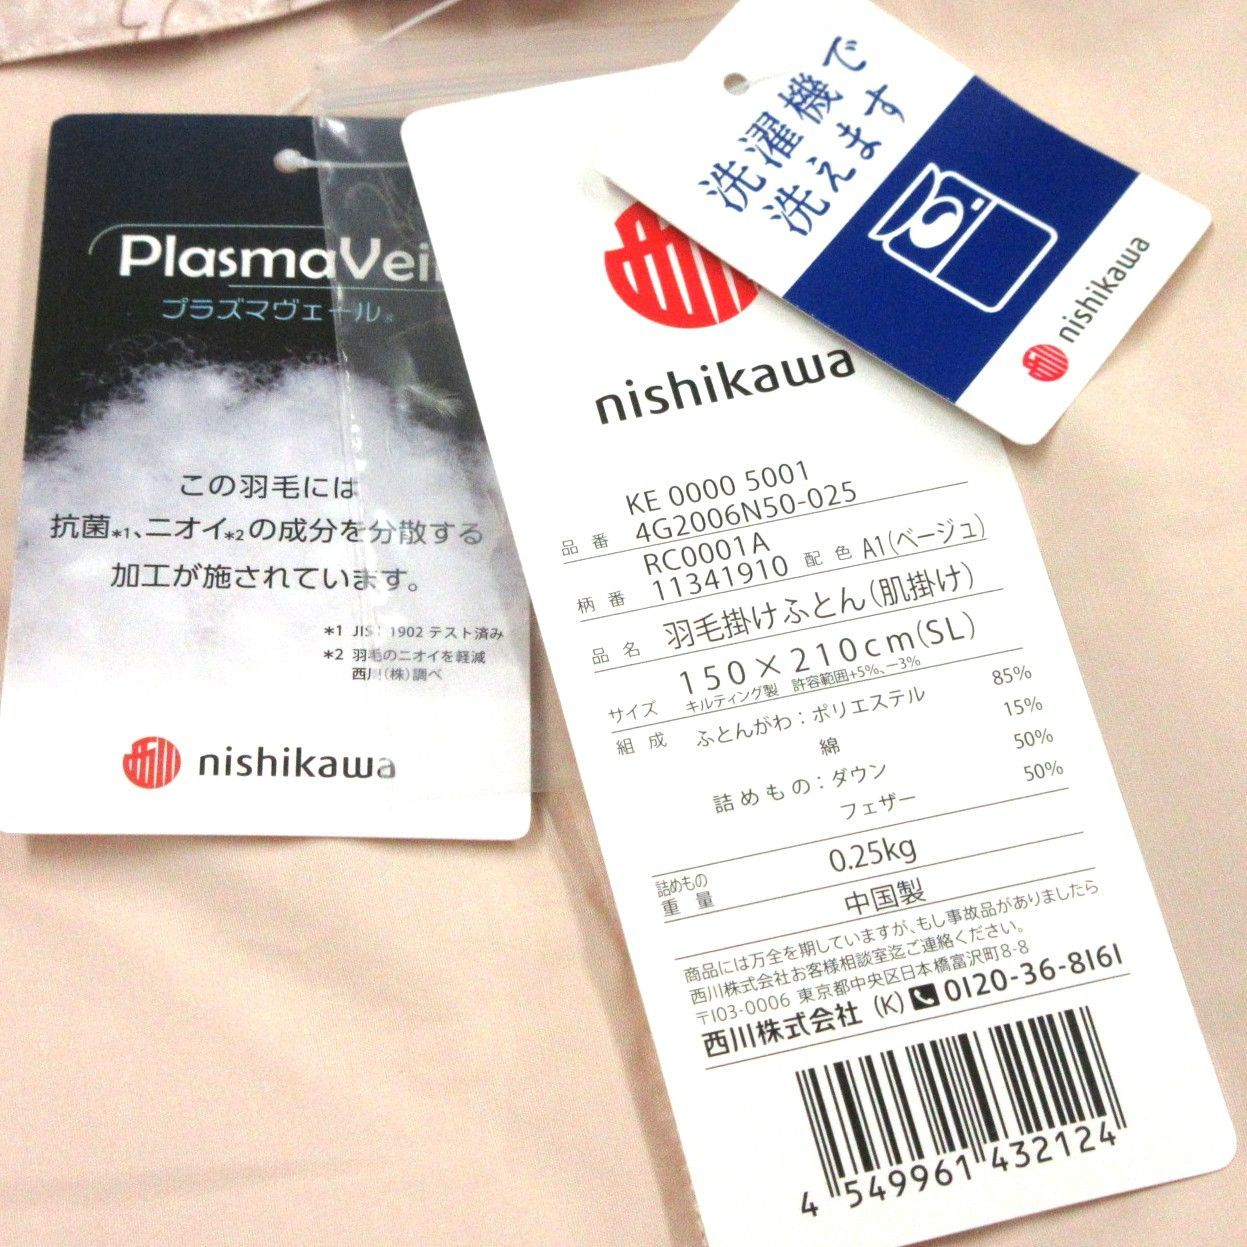 PlasmaVei
プラズマヴェール®
この羽毛には
抗菌*1、ニオイ*2の成分を分散する
加工が施されています。
*1 JIS L 1902 テスト済み
*2 羽毛のニオイを軽減
西川(株)調べ
nishikawa
洗濯機で
洗えます
nishikawa
nishikawa
品番 KE 0000 5001
4G2006N50-025
柄番 RC0001A
11341910 配色 A1(ベージュ)
品名 羽毛掛けふとん(肌掛け)
サイズ 150×210cm(SL)
キルティング製 許容範囲+5%、-3%
組成 ふとんがわ:ポリエステル 85%
綿 15%
詰めもの:ダウン 50%
フェザー 50%
詰めもの
重量 0.25kg
中国製
商品には万全を期していますが、もし事故品がありましたら
西川株式会社お客様相談室迄ご連絡ください。
〒103-0006 東京都中央区日本橋富沢町8-8
西川株式会社 (K) 0120-36-8161
4 549961 432124